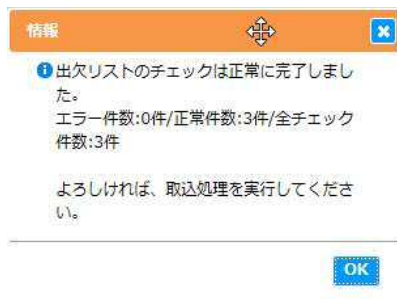 情報
出欠リストのチェックは正常に完了しまし
た。
エラー件数:0件/正常件数:3件/全チェック
件数:3件
よろしければ、取込処理を実行してくださ
い。
OK